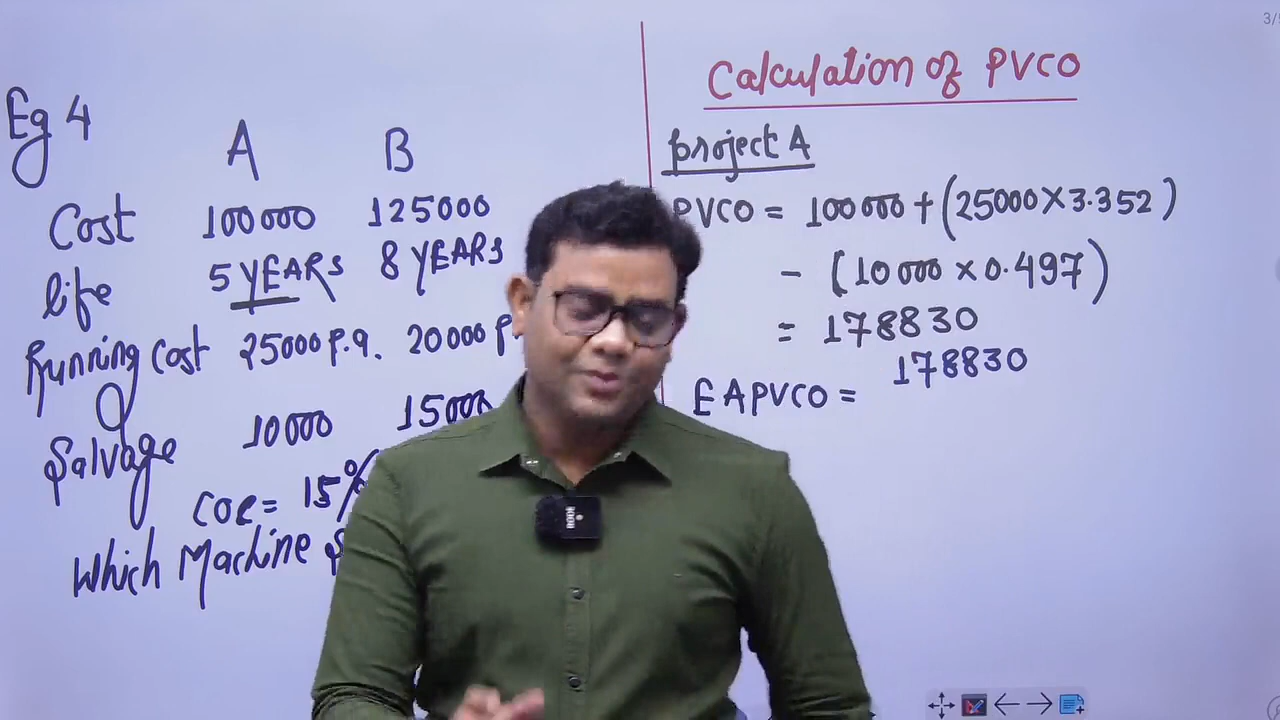 Eg 4
A B
Cost 100000 125000
life 5 YEARS 8 YEARS
Running cost 25000 p.a. 20000
Salvage 10000 15000
COC = 15%
Which Machine
Calculation of PVCO
project A
PVCO = 100000 + (25000 × 3.352)
- (10000 × 0.497)
= 178830
EAPVCO = 178830